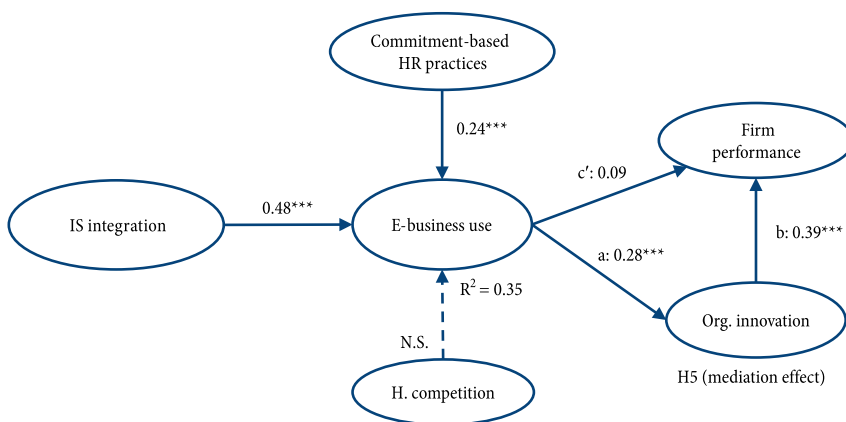 Commitment-based
HR practices
0.24***
Firm
performance
c′: 0.09
IS integration
0.48***
E-business use
a: 0.28***
b: 0.39***
R² = 0.35
Org. innovation
N.S.
H. competition
H5 (mediation effect)